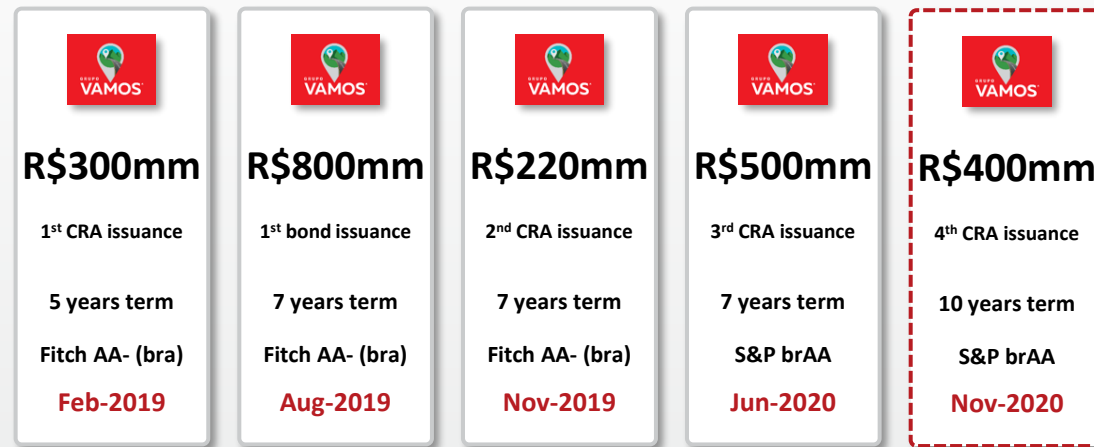 GRUPO
VAMOS
R$300mm
1st CRA issuance
5 years term
Fitch AA- (bra)
Feb-2019
GRUPO
VAMOS
R$800mm
1st bond issuance
7 years term
Fitch AA- (bra)
Aug-2019
GRUPO
VAMOS
R$220mm
2nd CRA issuance
7 years term
Fitch AA- (bra)
Nov-2019
GRUPO
VAMOS
R$500mm
3rd CRA issuance
7 years term
S&P brAA
Jun-2020
GRUPO
VAMOS
R$400mm
4th CRA issuance
10 years term
S&P brAA
Nov-2020